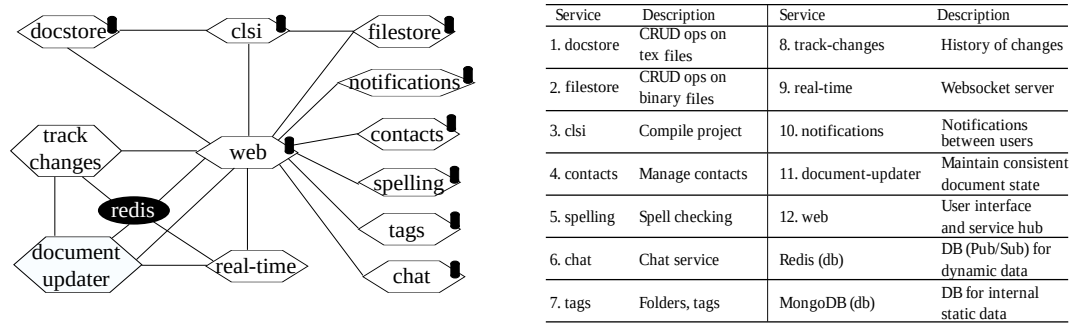 docstore
clsi
filestore
notifications
track
changes
web
contacts
spelling
redis
tags
document
updater
real-time
chat
Service Description Service Description
1. docstore CRUD ops on
tex files 8. track-changes History of changes
2. filestore CRUD ops on
binary files 9. real-time Websocket server
3. clsi Compile project 10. notifications Notifications
between users
4. contacts Manage contacts 11. document-updater Maintain consistent
document state
5. spelling Spell checking 12. web User interface
and service hub
6. chat Chat service Redis (db) DB (Pub/Sub) for
dynamic data
7. tags Folders, tags MongoDB (db) DB for internal
static data